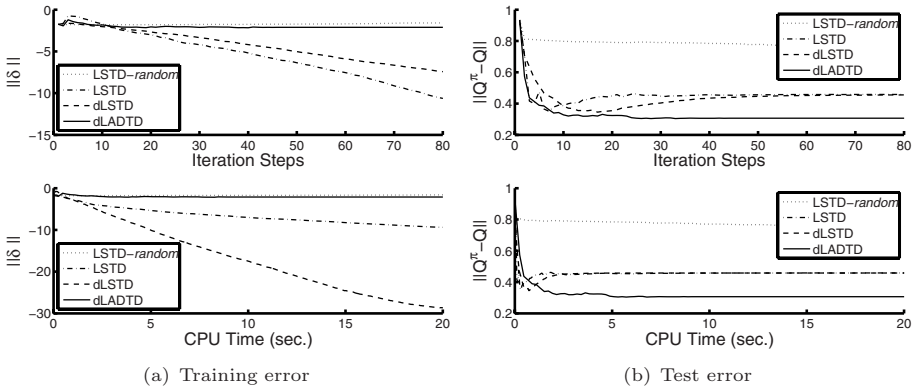 0
−5
−10
−15
||δ ||
LSTD−random
LSTD
dLSTD
dLADTD
0 10 20 30 40 50 60 70 80
Iteration Steps
1
0.8
0.6
0.4
0.2
||Q^π−Q||
LSTD−random
LSTD
dLSTD
dLADTD
0 10 20 30 40 50 60 70 80
Iteration Steps
0
−10
−20
−30
||δ ||
LSTD−random
LSTD
dLSTD
dLADTD
0 5 10 15 20
CPU Time (sec.)
1
0.8
0.6
0.4
0.2
||Q^π−Q||
LSTD−random
LSTD
dLSTD
dLADTD
0 5 10 15 20
CPU Time (sec.)
(a) Training error
(b) Test error